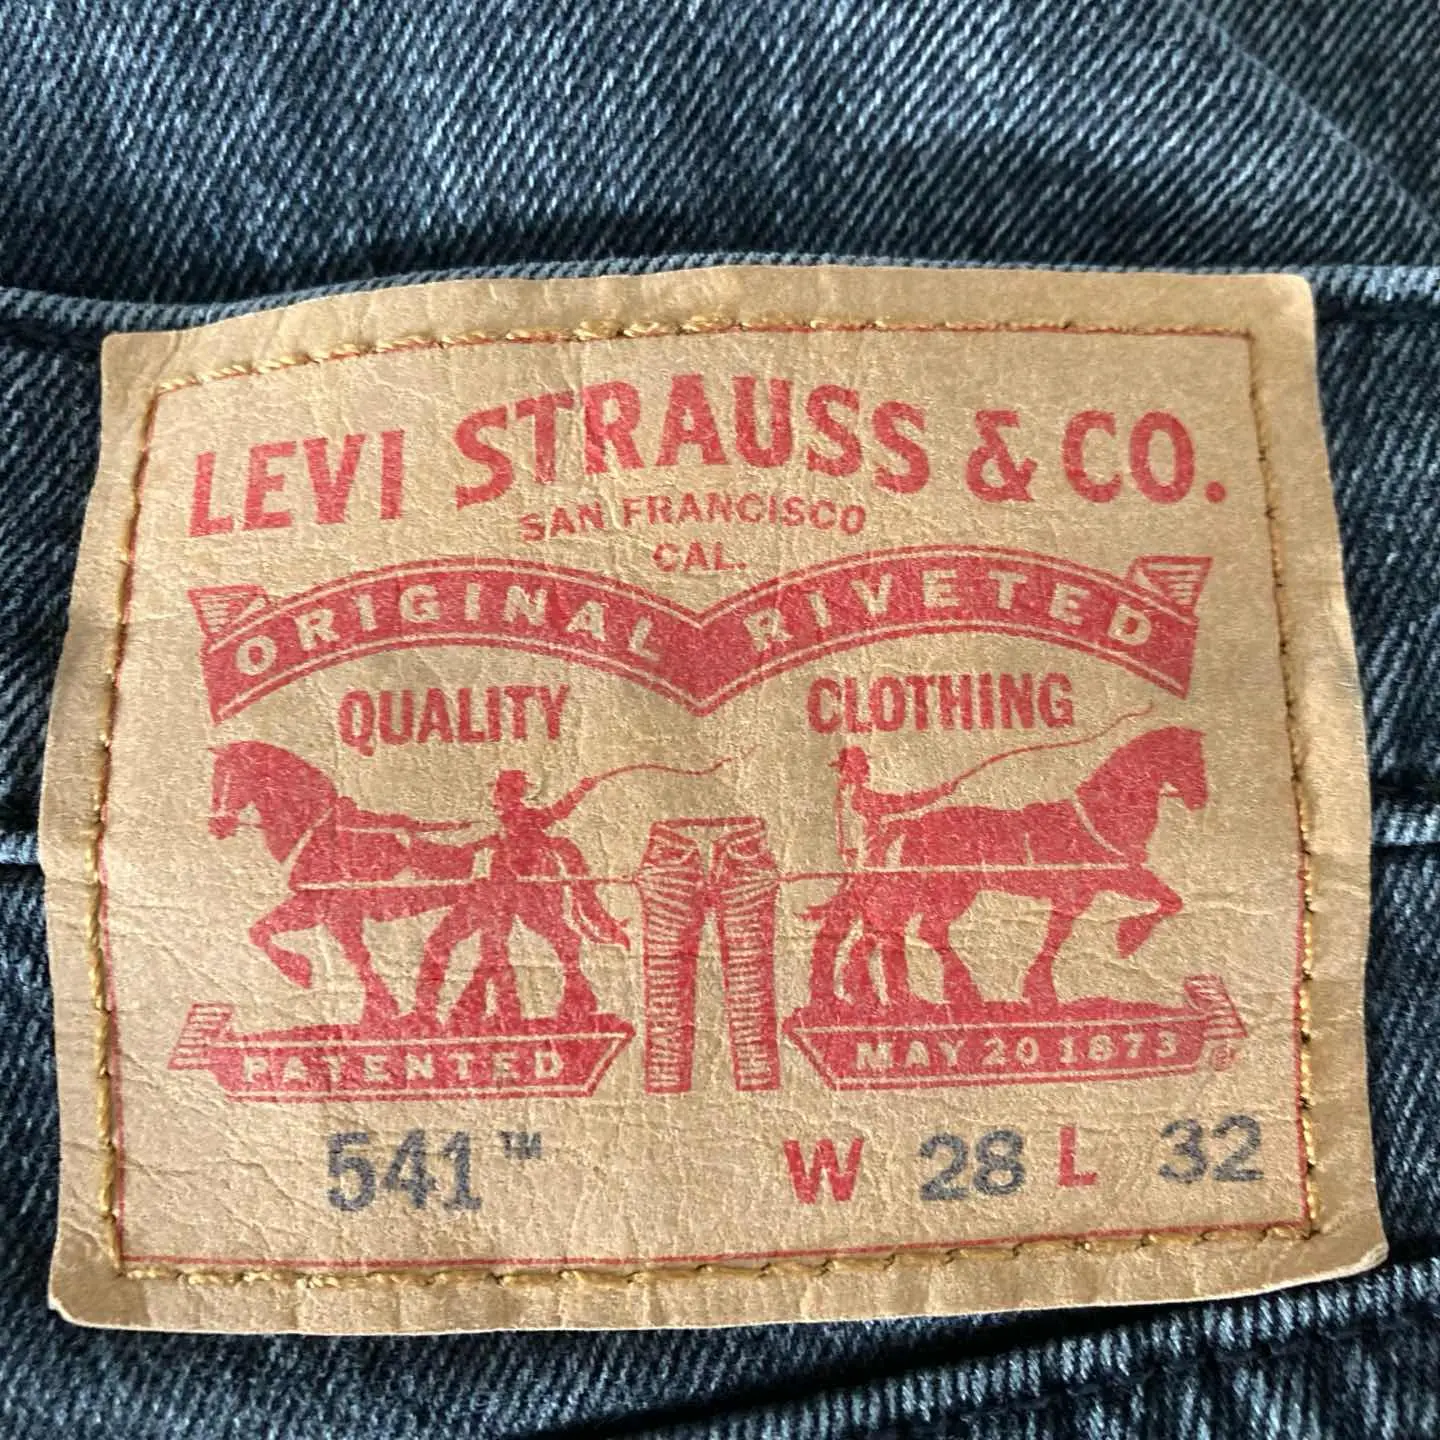 LEVI STRAUSS & CO.
SAN FRANCISCO
CAL.
ORIGINAL RIVETED
QUALITY CLOTHING
PATENTED MAY 20 1873 ®
541™ W 28 L 32